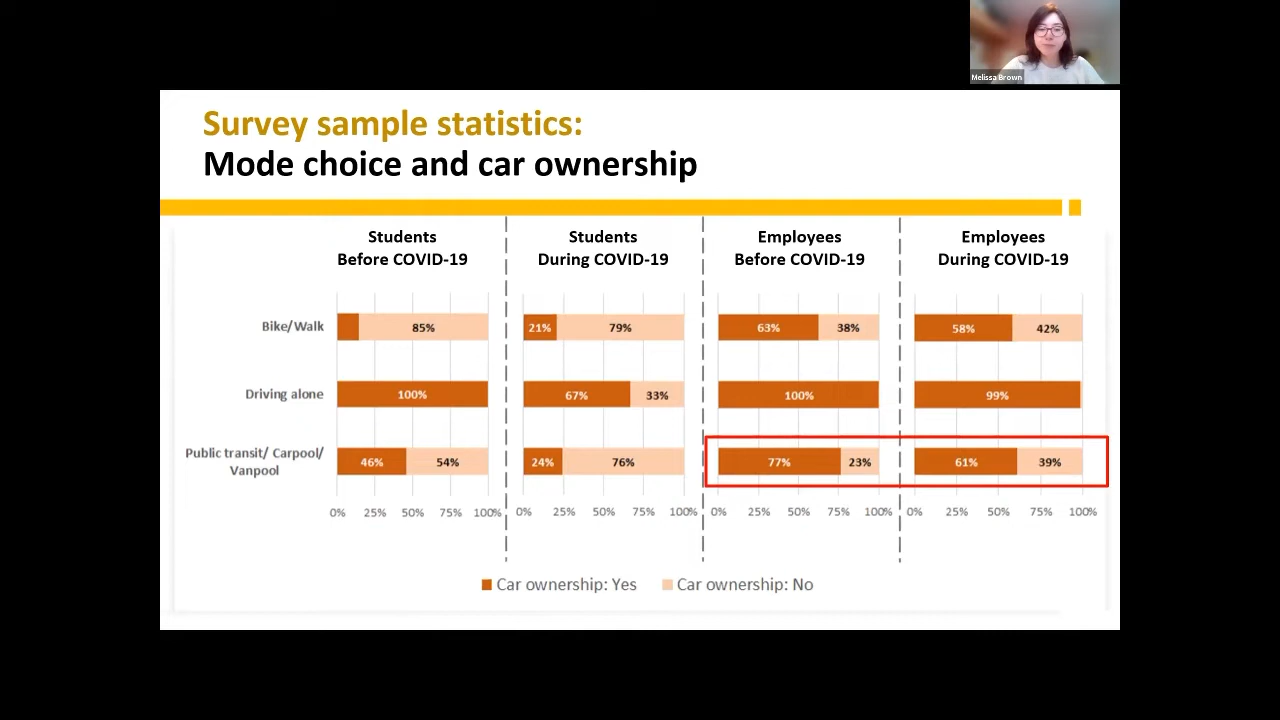 Melissa Brown
Survey sample statistics:
Mode choice and car ownership
Students
Before COVID-19
Students
During COVID-19
Employees
Before COVID-19
Employees
During COVID-19
Bike/Walk
85%
21%
79%
63%
38%
58%
42%
Driving alone
100%
67%
33%
100%
99%
Public transit/ Carpool/
Vanpool
46%
54%
24%
76%
77%
23%
61%
39%
0% 25% 50% 75% 100%
0% 25% 50% 75% 100%
0% 25% 50% 75% 100%
0% 25% 50% 75% 100%
Car ownership: Yes
Car ownership: No